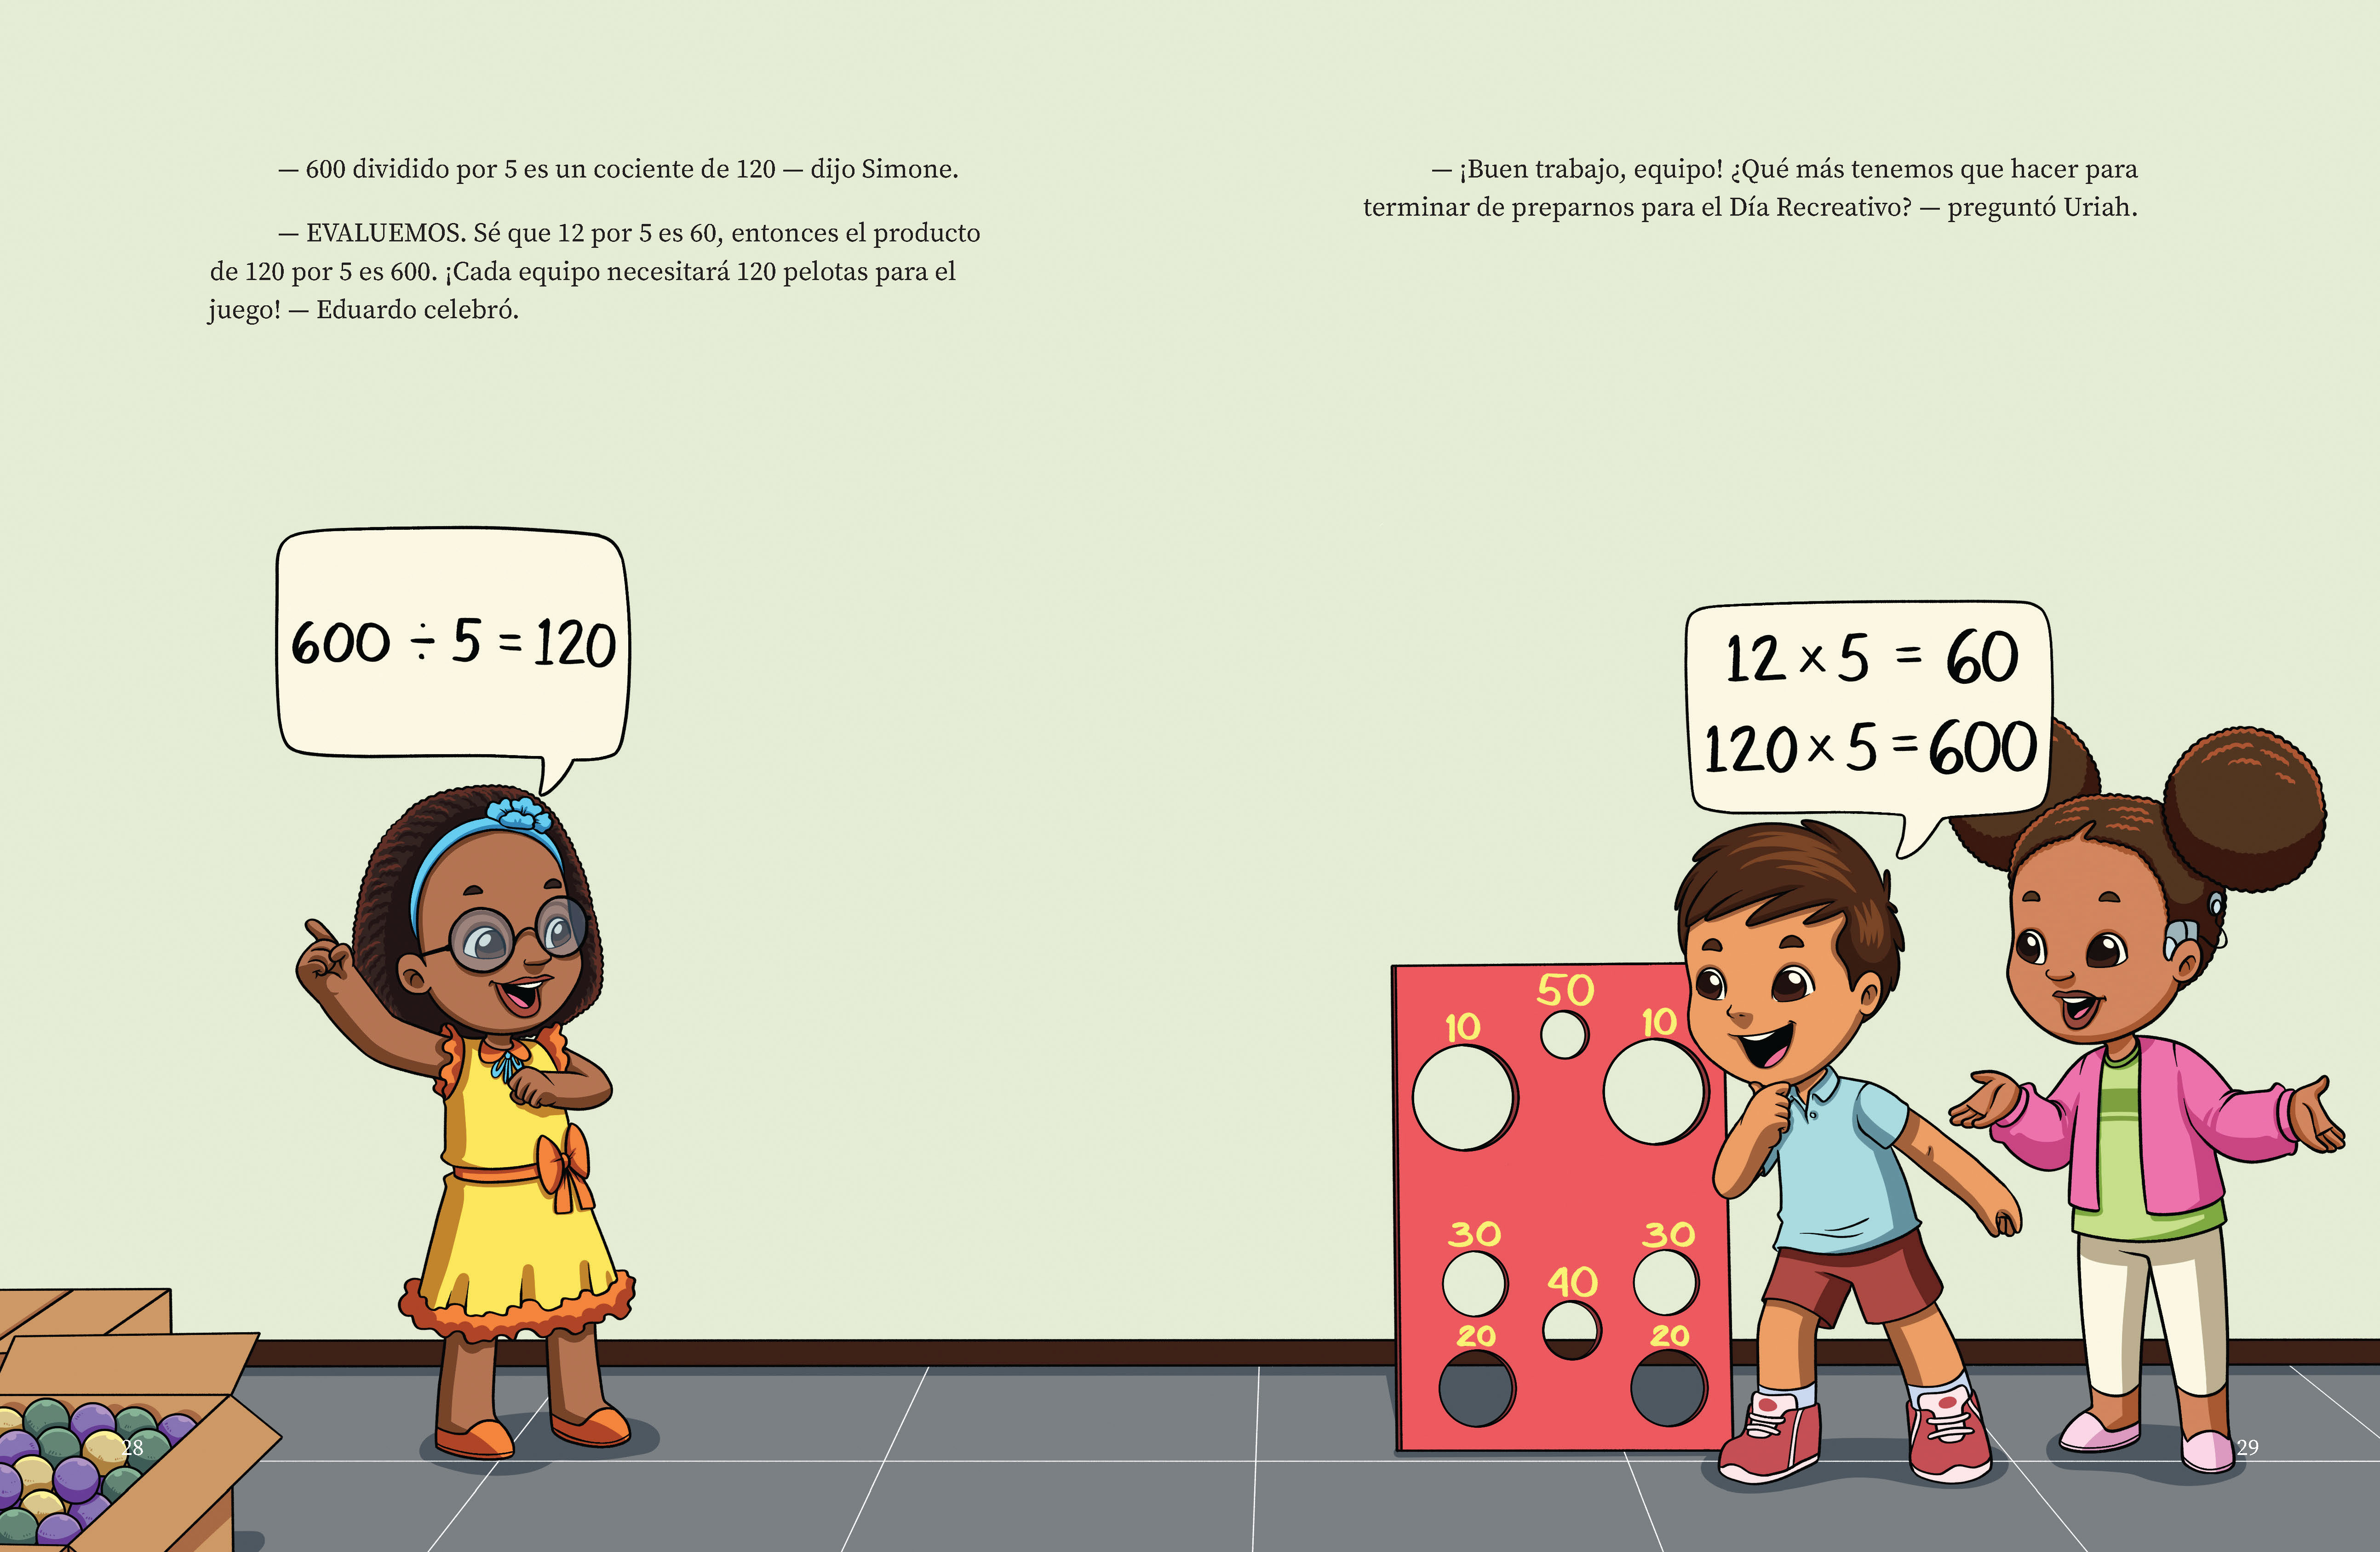 — 600 dividido por 5 es un cociente de 120 — dijo Simone.
— EVALUEMOS. Sé que 12 por 5 es 60, entonces el producto
de 120 por 5 es 600. ¡Cada equipo necesitará 120 pelotas para el
juego! — Eduardo celebró.
600 ÷ 5 = 120
28
— ¡Buen trabajo, equipo! ¿Qué más tenemos que hacer para
terminar de preparnos para el Día Recreativo? — preguntó Uriah.
12 x 5 = 60
120 x 5 = 600
50
10 10
30 30
40
20 20
29